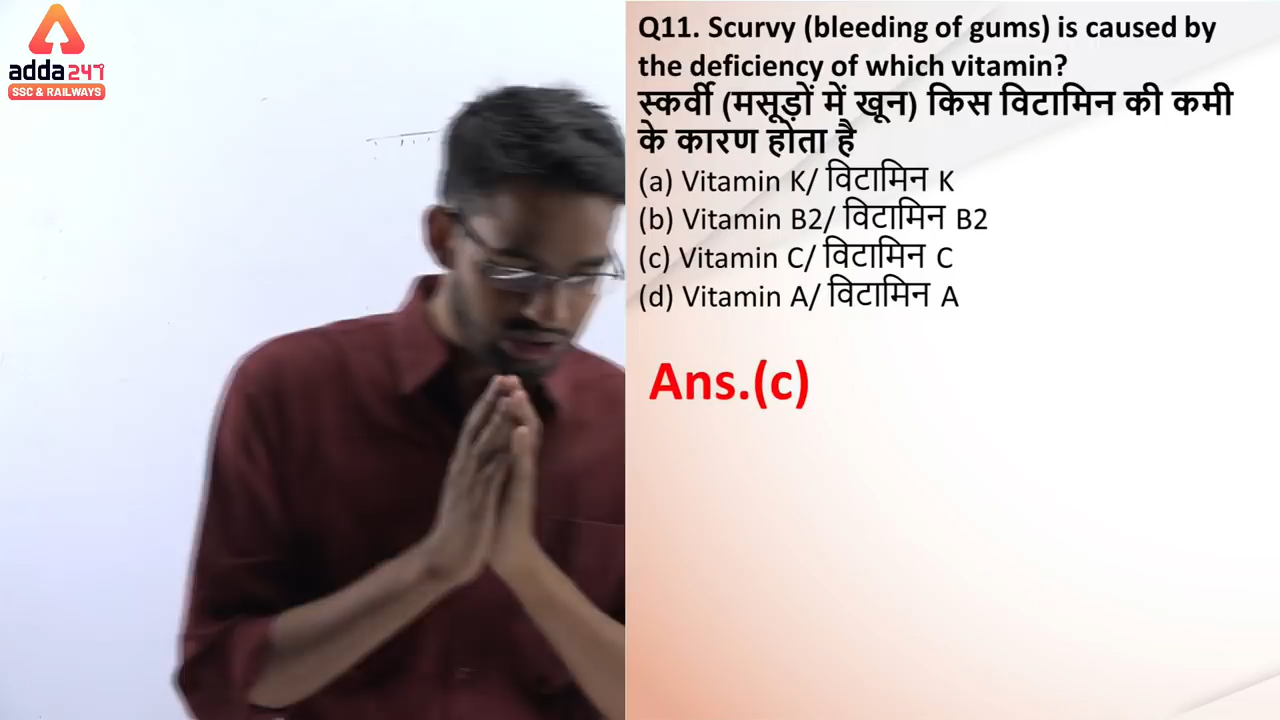 adda247
SSC & RAILWAYS
Q11. Scurvy (bleeding of gums) is caused by
the deficiency of which vitamin?
स्कर्वी (मसूड़ों में खून) किस विटामिन की कमी
के कारण होता है
(a) Vitamin K/ विटामिन K
(b) Vitamin B2/ विटामिन B2
(c) Vitamin C/ विटामिन C
(d) Vitamin A/ विटामिन A
Ans.(c)